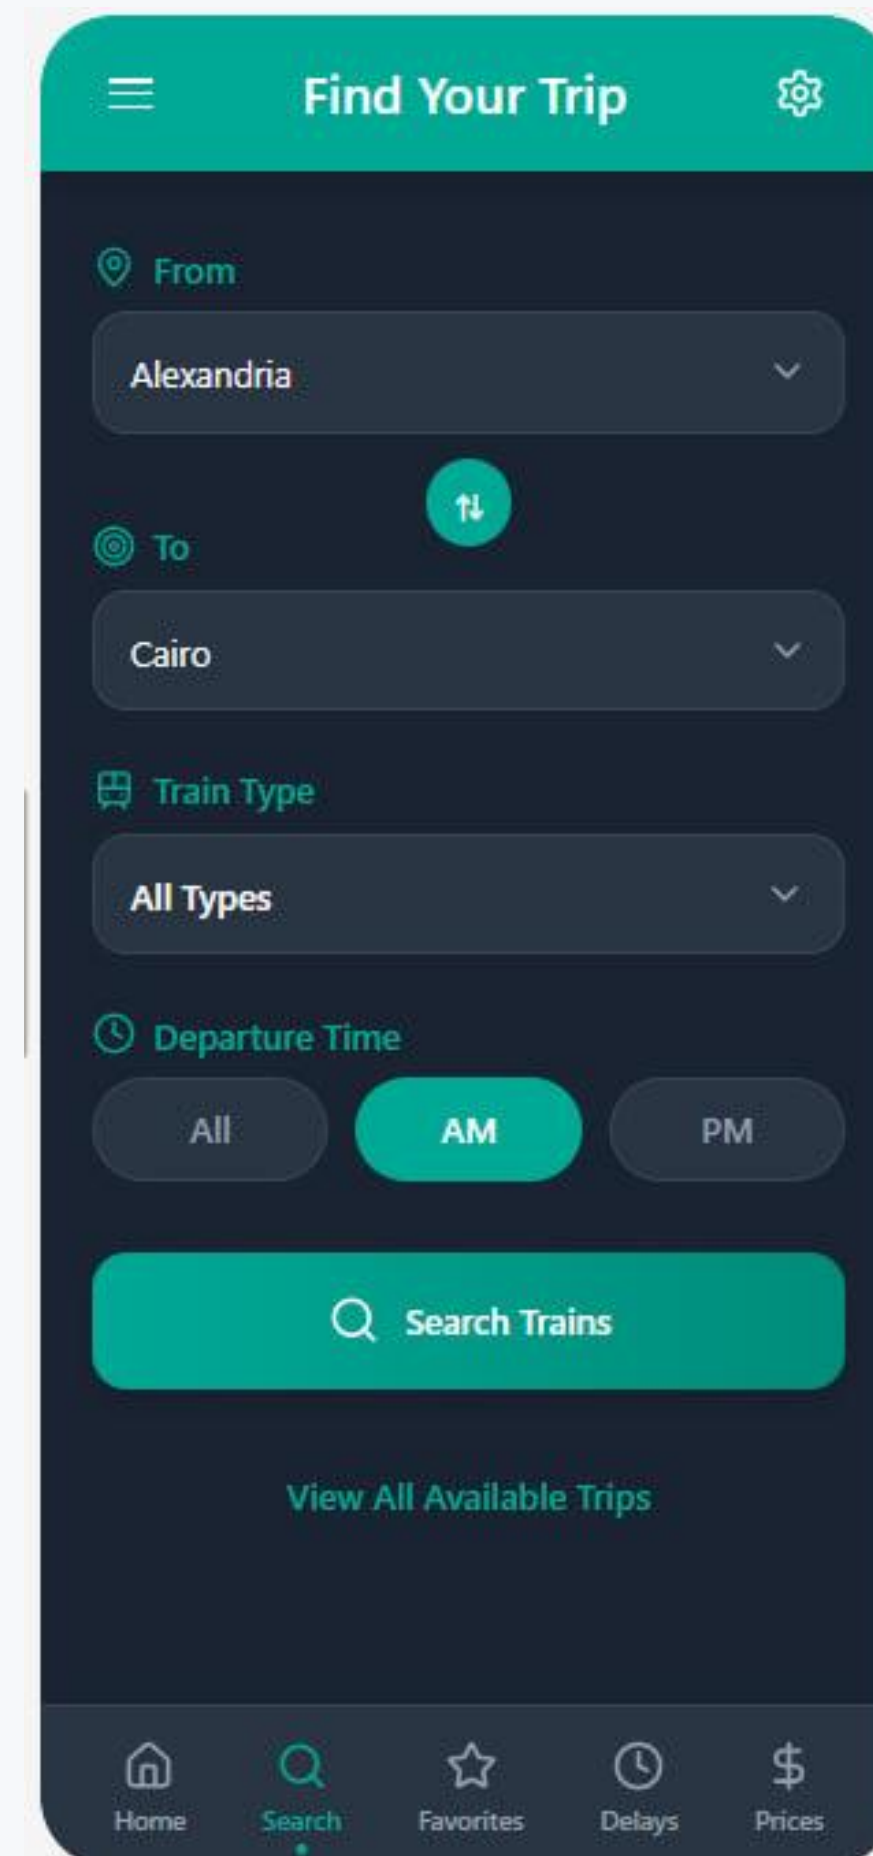 Find Your Trip
From
Alexandria
To
Cairo
Train Type
All Types
Departure Time
All AM PM
Search Trains
View All Available Trips
Home Search Favorites Delays Prices